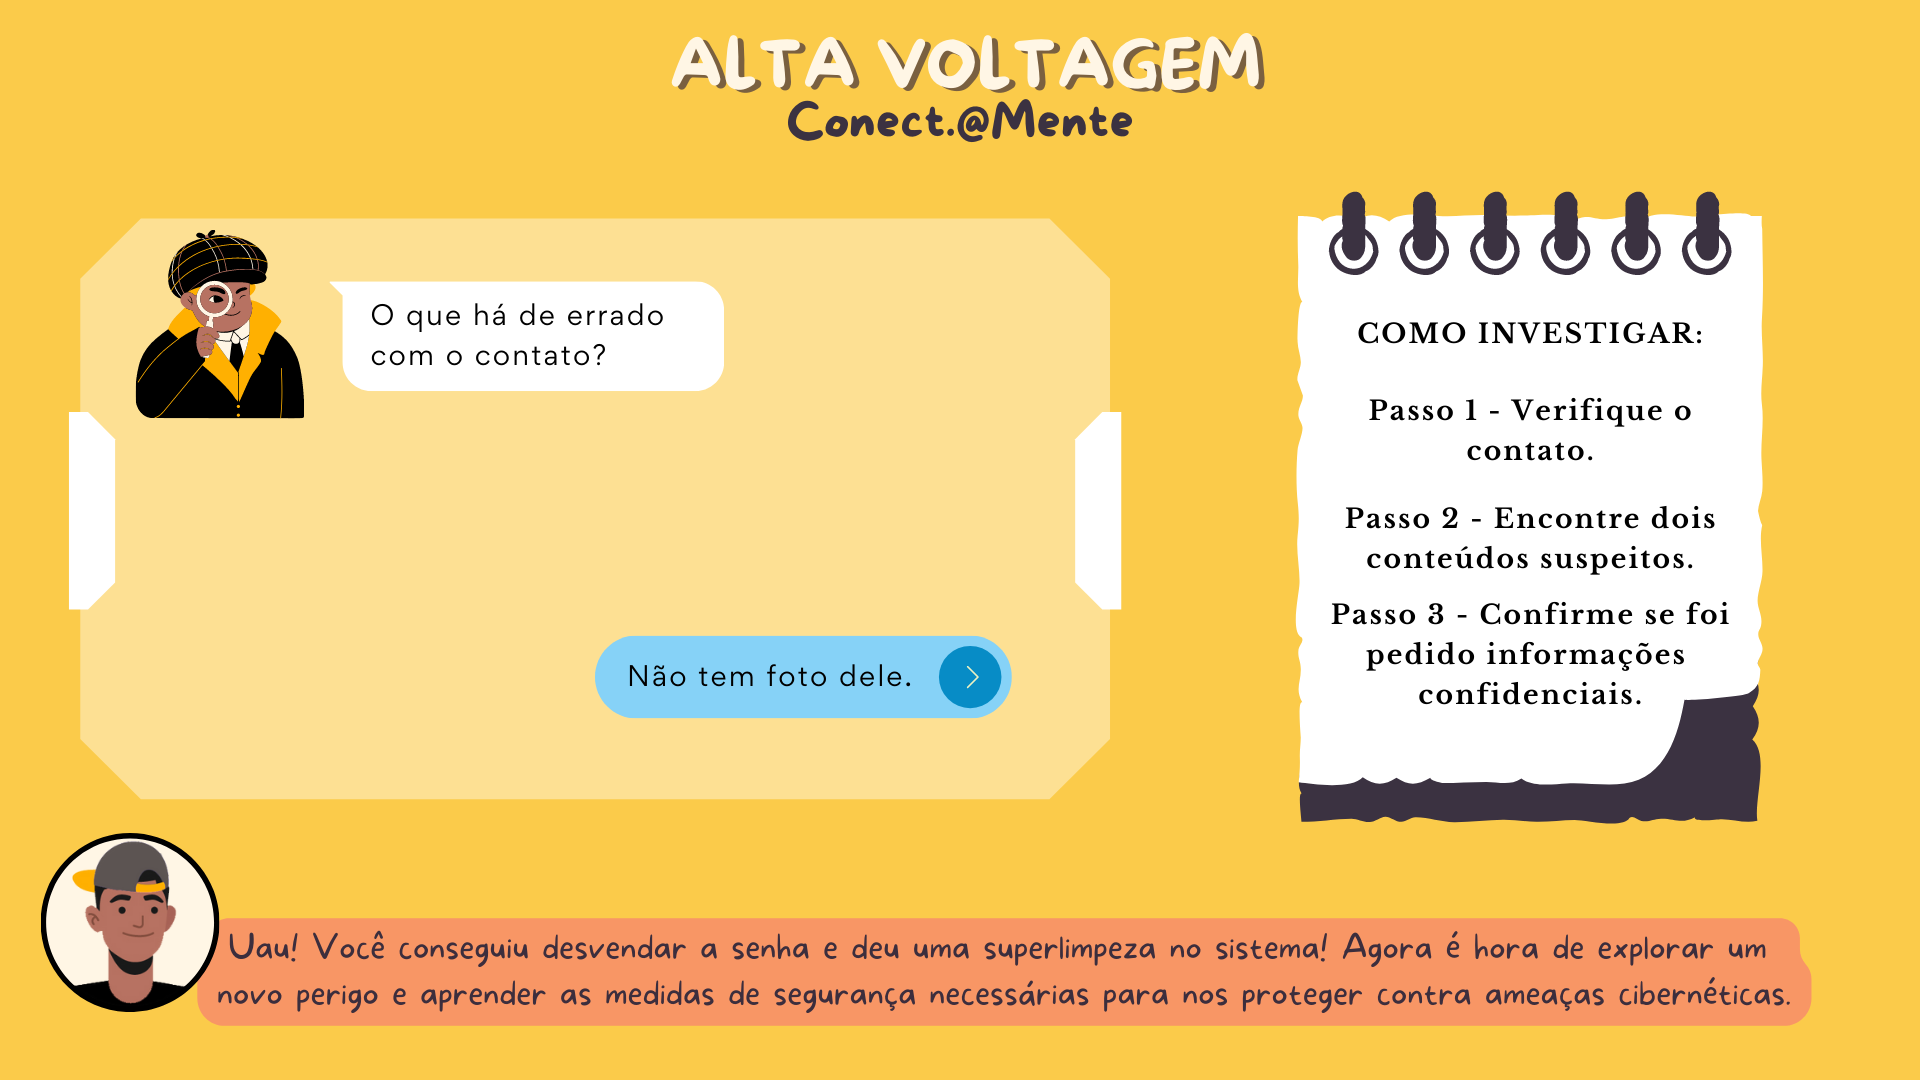 ALTA VOLTAGEM
Conect.@Mente
O que há de errado
com o contato?
Não tem foto dele.
COMO INVESTIGAR:
Passo 1 - Verifique o
contato.
Passo 2 - Encontre dois
conteúdos suspeitos.
Passo 3 - Confirme se foi
pedido informações
confidenciais.
Uau! Você conseguiu desvendar a senha e deu uma superlimpeza no sistema! Agora é hora de explorar um
novo perigo e aprender as medidas de segurança necessárias para nos proteger contra ameaças cibernéticas.